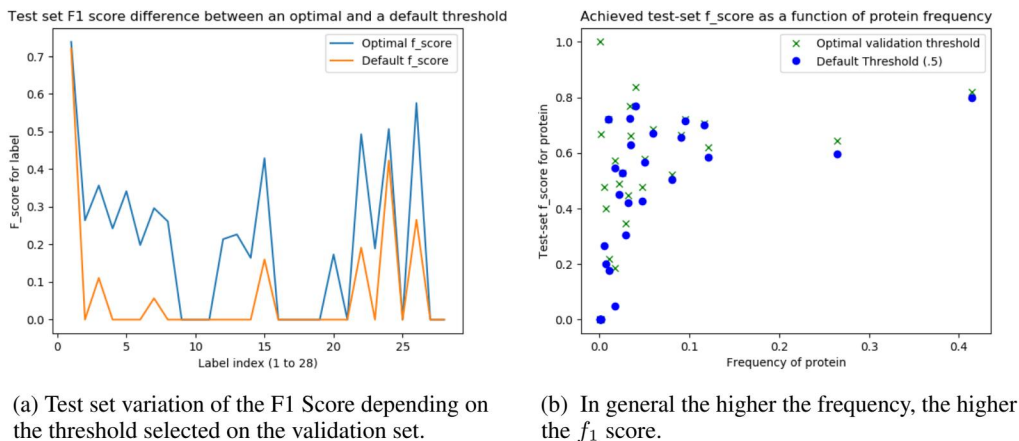 Test set F1 score difference between an optimal and a default threshold
Optimal f_score
Default f_score
0.7
0.6
0.5
0.4
0.3
0.2
0.1
0.0
F_score for label
0
5
10
15
20
25
Label index (1 to 28)
(a) Test set variation of the F1 Score depending on
the threshold selected on the validation set.
Achieved test-set f_score as a function of protein frequency
Optimal validation threshold
Default Threshold (.5)
1.0
0.8
0.6
0.4
0.2
0.0
Test-set f_score for protein
0.0
0.1
0.2
0.3
0.4
Frequency of protein
(b) In general the higher the frequency, the higher
the f1 score.